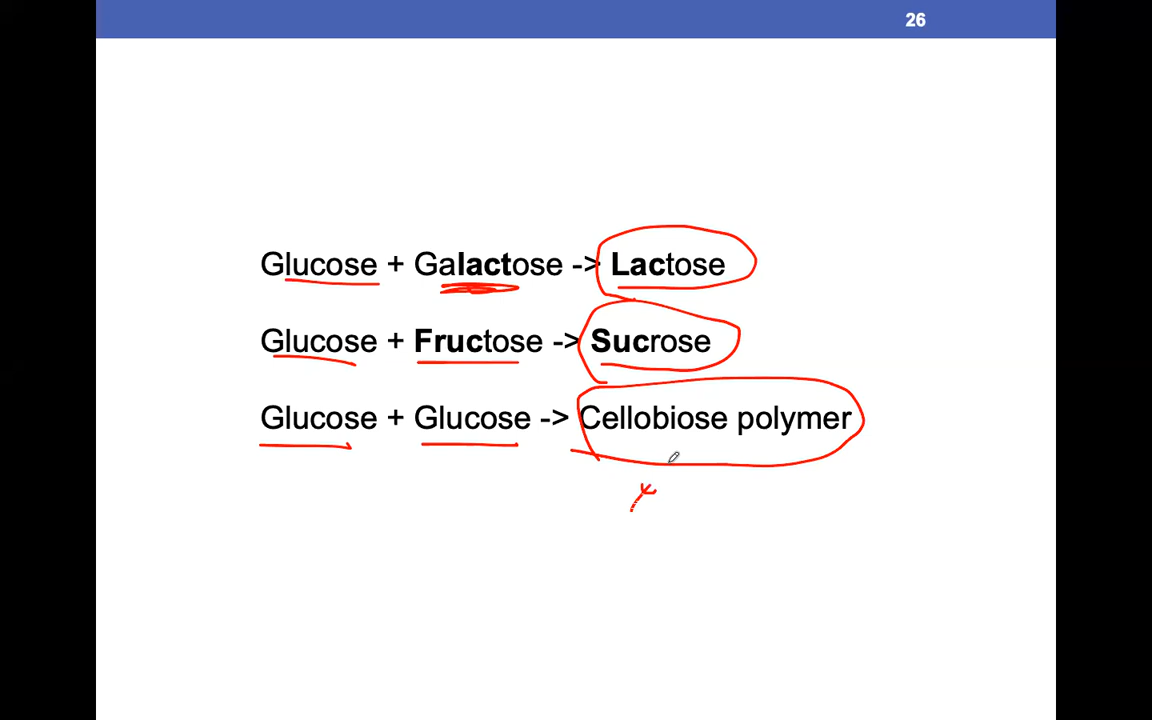 26
Glucose + Galactose -> Lactose
Glucose + Fructose -> Sucrose
Glucose + Glucose -> Cellobiose polymer